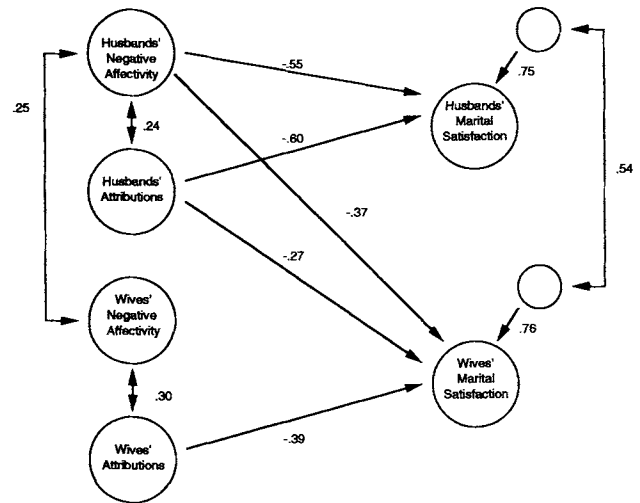 Husbands'
Negative
Affectivity
-.55
.75
Husbands'
Marital
Satisfaction
.25
.24
-.60
Husbands'
Attributions
.54
-.37
-.27
Wives'
Negative
Affectivity
.76
Wives'
Marital
Satisfaction
.30
-.39
Wives'
Attributions